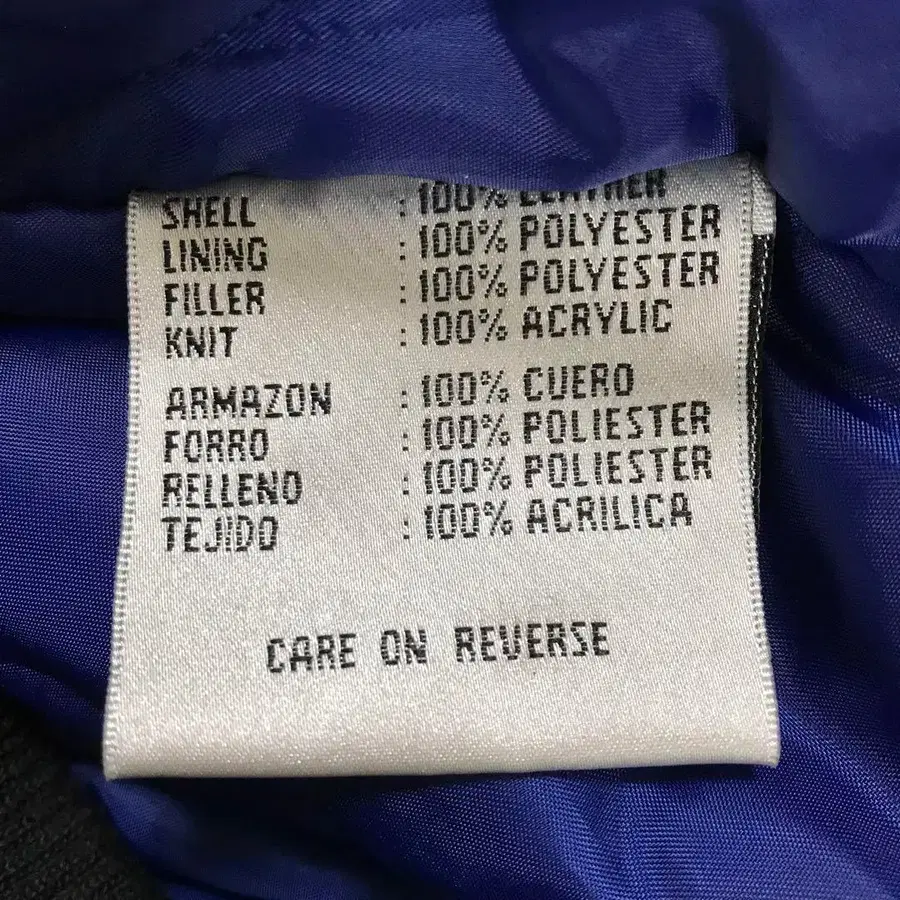 SHELL : 100% LEATHER
LINING : 100% POLYESTER
FILLER : 100% POLYESTER
KNIT : 100% ACRYLIC
ARMAZON : 100% CUERO
FORRO : 100% POLIESTER
RELLENO : 100% POLIESTER
TEJIDO : 100% ACRILICA
CARE ON REVERSE